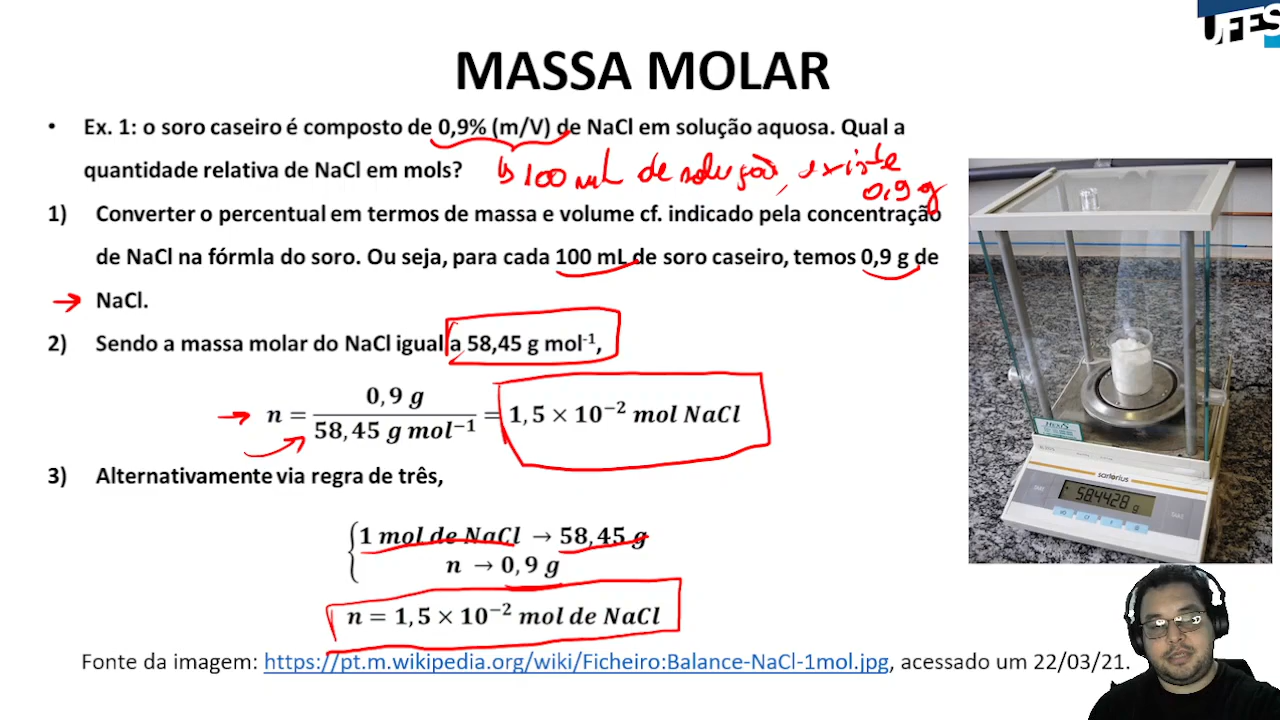 UFES
MASSA MOLAR
• Ex. 1: o soro caseiro é composto de 0,9% (m/V) de NaCl em solução aquosa. Qual a
quantidade relativa de NaCl em mols?
↳ 100 mL de solução, existe
0,9 g
1) Converter o percentual em termos de massa e volume cf. indicado pela concentração
de NaCl na fórmla do soro. Ou seja, para cada 100 mL de soro caseiro, temos 0,9 g de
→ NaCl.
2) Sendo a massa molar do NaCl igual a 58,45 g mol⁻¹,
→ n = 0,9 g / 58,45 g mol⁻¹ = 1,5 × 10⁻² mol NaCl
3) Alternativamente via regra de três,
1 mol de NaCl → 58,45 g
n → 0,9 g
n = 1,5 × 10⁻² mol de NaCl
sartorius
58.4428 g
Fonte da imagem: https://pt.m.wikipedia.org/wiki/Ficheiro:Balance-NaCl-1mol.jpg, acessado um 22/03/21.